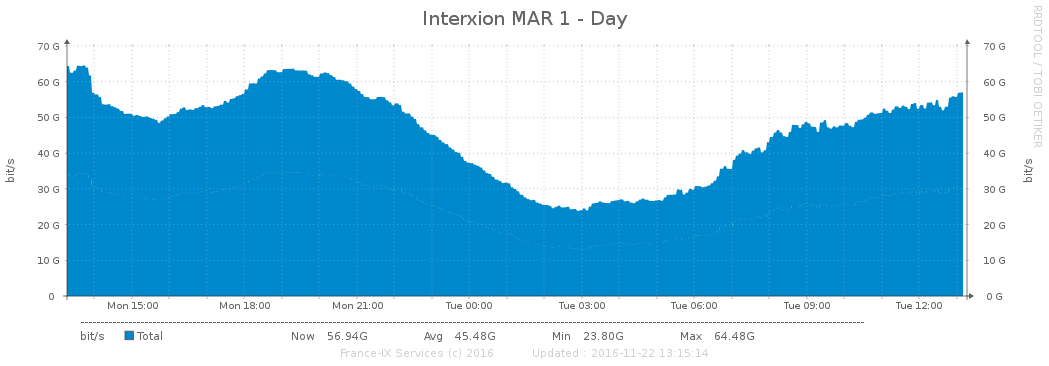 Interxion MAR 1 - Day
RRDTOOL / TOBI OETIKER
70 G 70 G
60 G 60 G
50 G 50 G
40 G 40 G
30 G 30 G
20 G 20 G
10 G 10 G
0 0 G
bit/s bit/s
Mon 15:00 Mon 18:00 Mon 21:00 Tue 00:00 Tue 03:00 Tue 06:00 Tue 09:00 Tue 12:00
bit/s Total Now 56.94G Avg 45.48G Min 23.80G Max 64.48G
France-IX Services (c) 2016 Updated : 2016-11-22 13:15:14